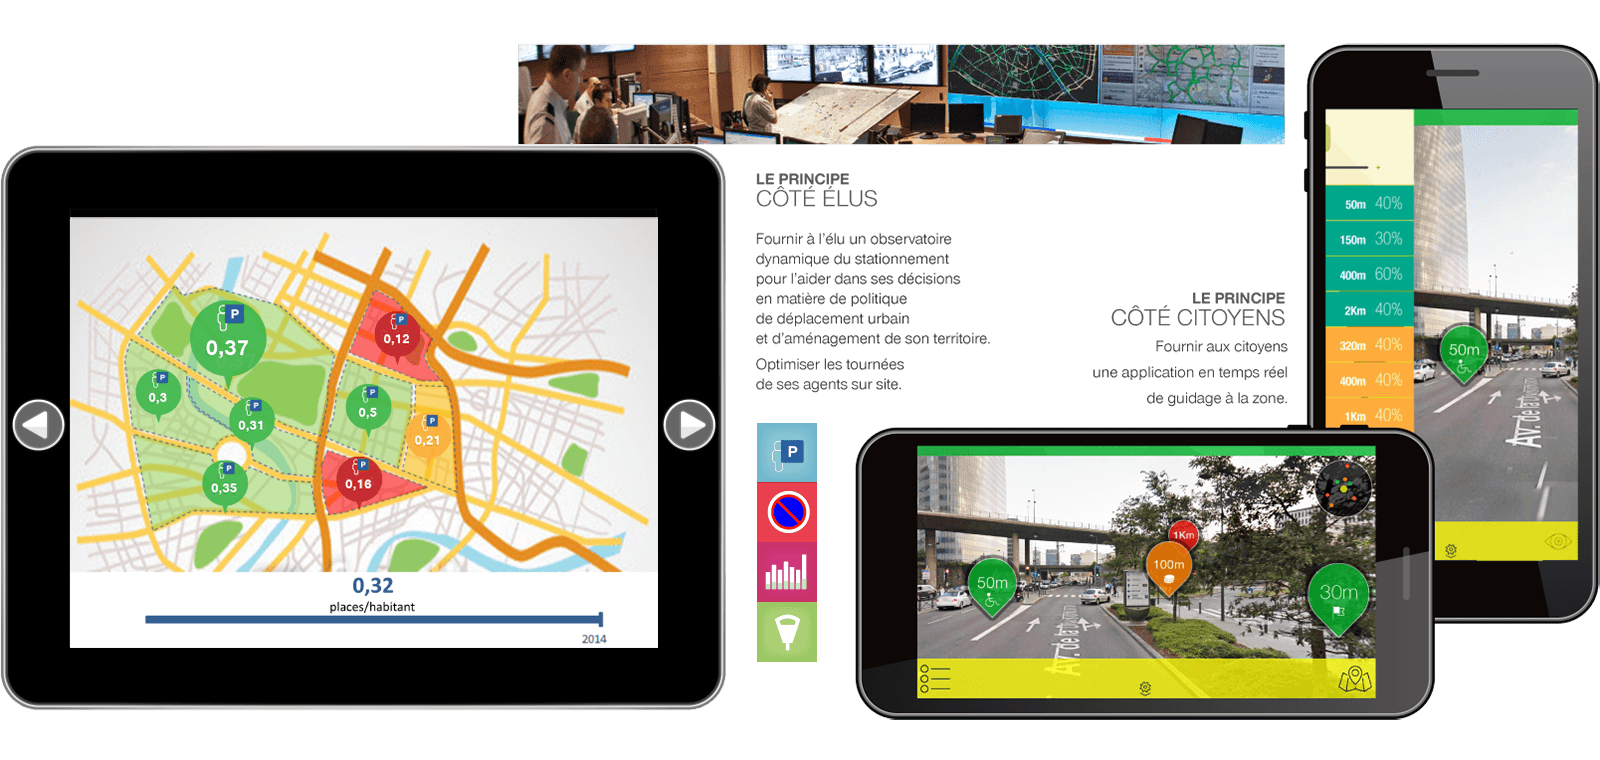 LE PRINCIPE
CÔTÉ ÉLUS
Fournir à l'élu un observatoire
dynamique du stationnement
pour l'aider dans ses décisions
en matière de politique
de déplacement urbain
et d'aménagement de son territoire.
Optimiser les tournées
de ses agents sur site.
LE PRINCIPE
CÔTÉ CITOYENS
Fournir aux citoyens
une application en temps réel
de guidage à la zone.
P
0,37
P
0,12
P
0,3
P
0,5
P
0,31
P
0,21
P
0,35
P
0,16
0,32
places/habitant
2014
P
50m 40%
150m 30%
400m 60%
2Km 40%
320m 40%
400m 40%
1Km 40%
50m
Av. de la
50m
1Km
100m
30m
Av. de la